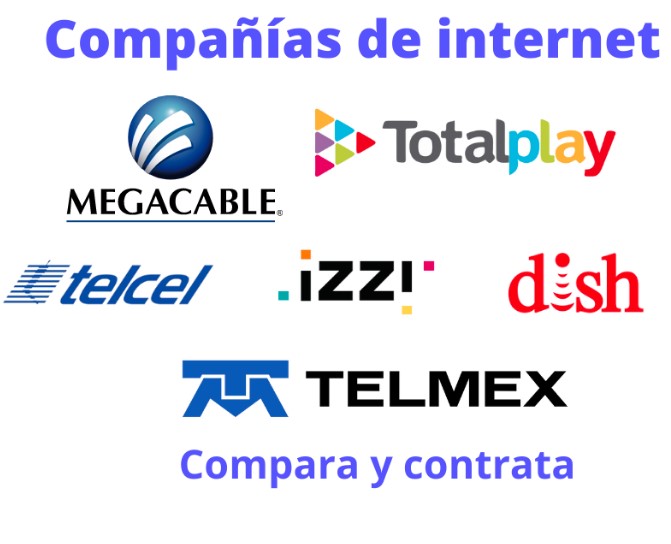 Compañías de internet
MEGACABLE®
Totalplay
telcel
izzi
dish
TELMEX
Compara y contrata